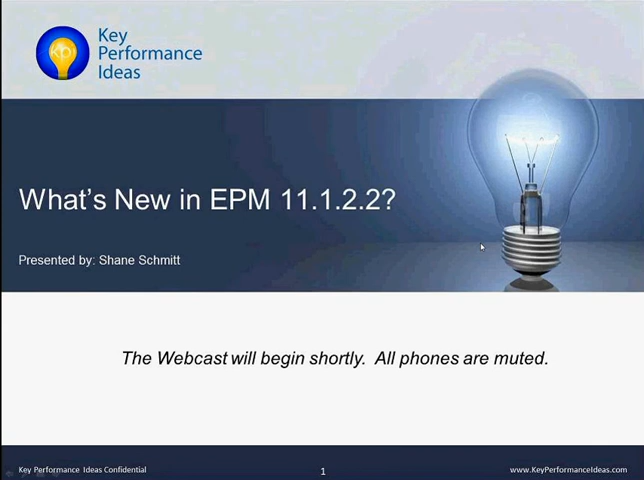 kp
Key
Performance
Ideas
What's New in EPM 11.1.2.2?
Presented by: Shane Schmitt
The Webcast will begin shortly.  All phones are muted.
Key Performance Ideas Confidential
1
www.KeyPerformanceIdeas.com